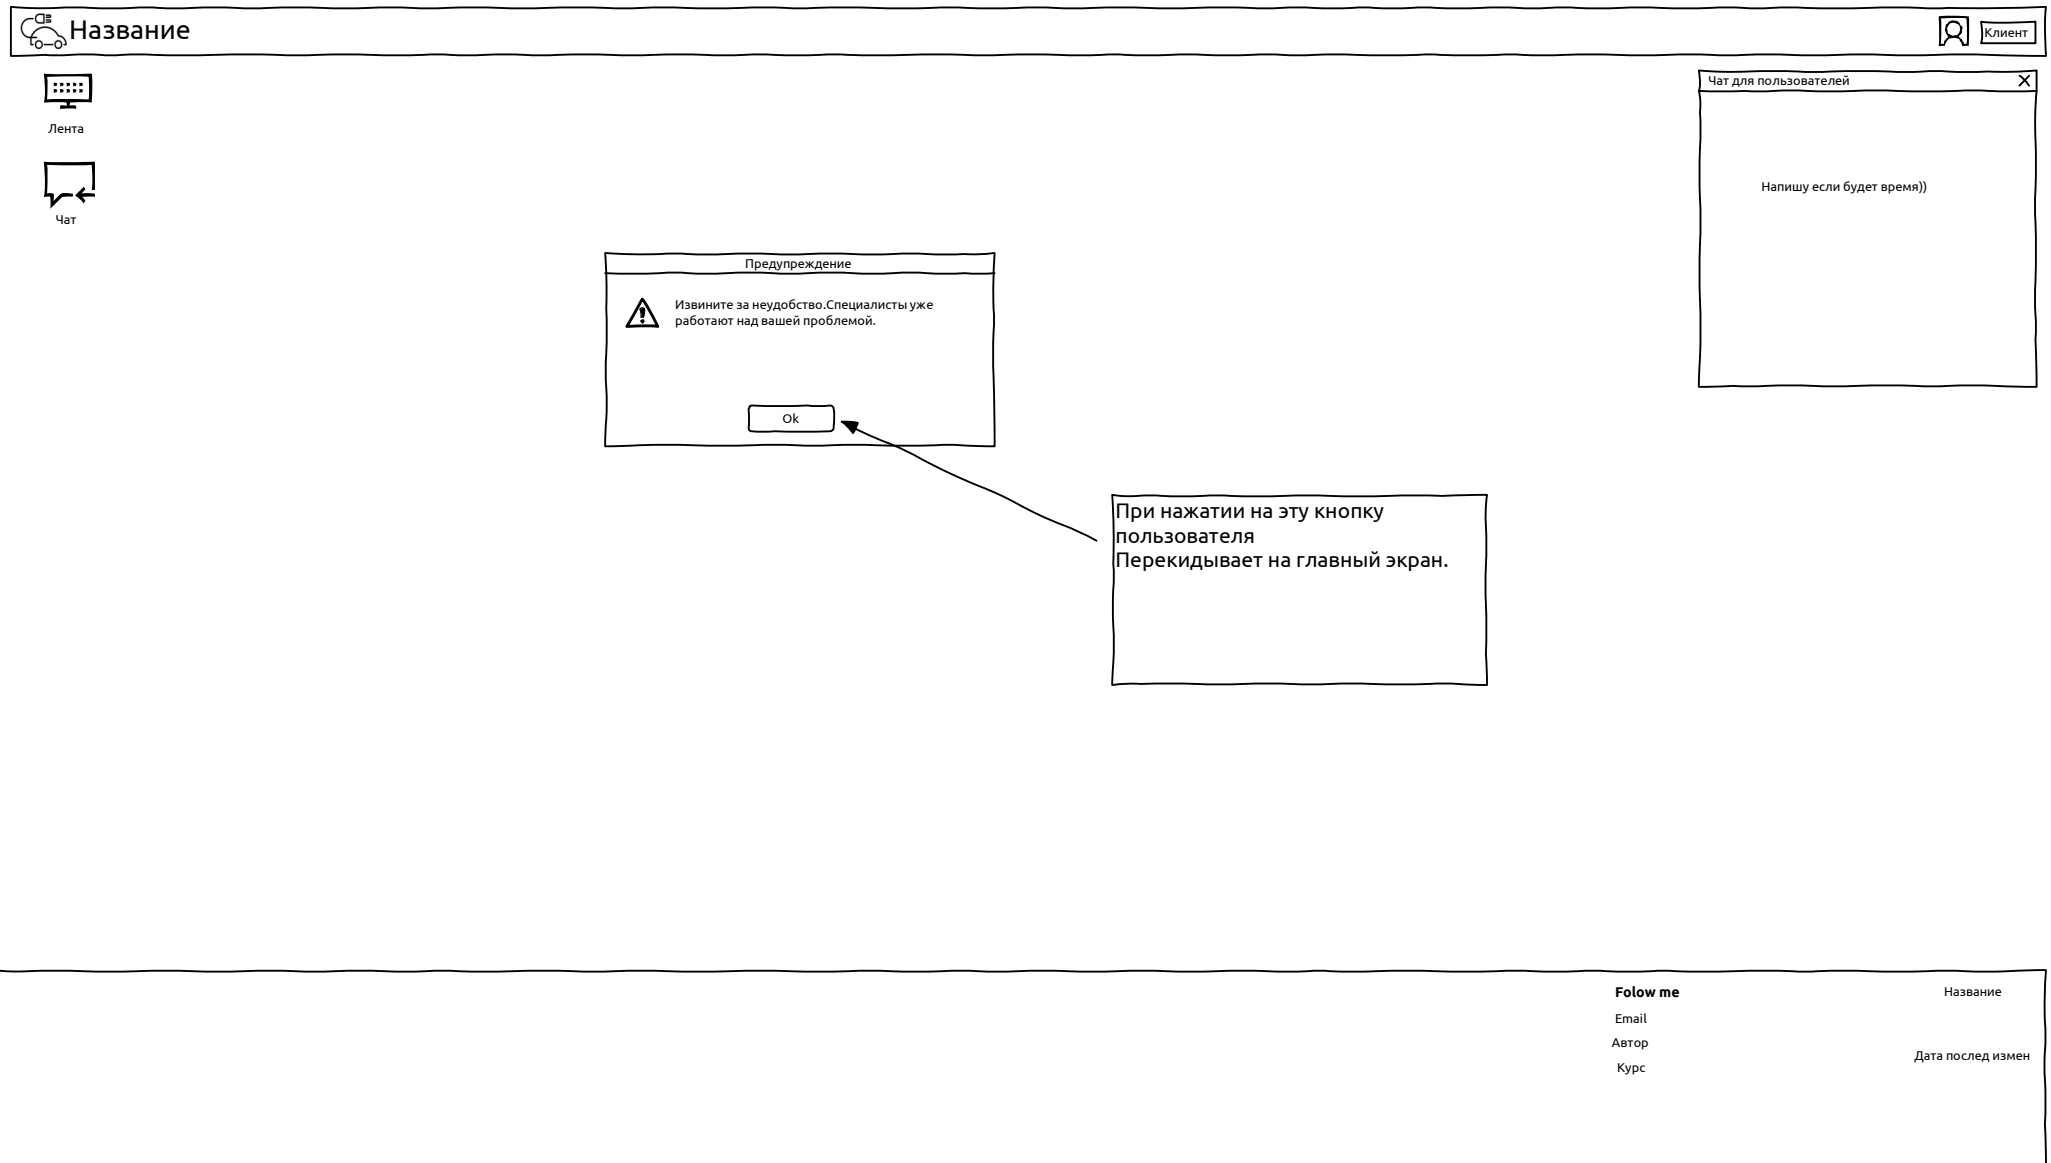 Название
Клиент
Лента
Чат
Чат для пользователей
Напишу если будет время))
Предупреждение
Извините за неудобство.Специалисты уже
работают над вашей проблемой.
Ok
При нажатии на эту кнопку
пользователя
Перекидывает на главный экран.
Folow me
Email
Автор
Курс
Название
Дата послед измен